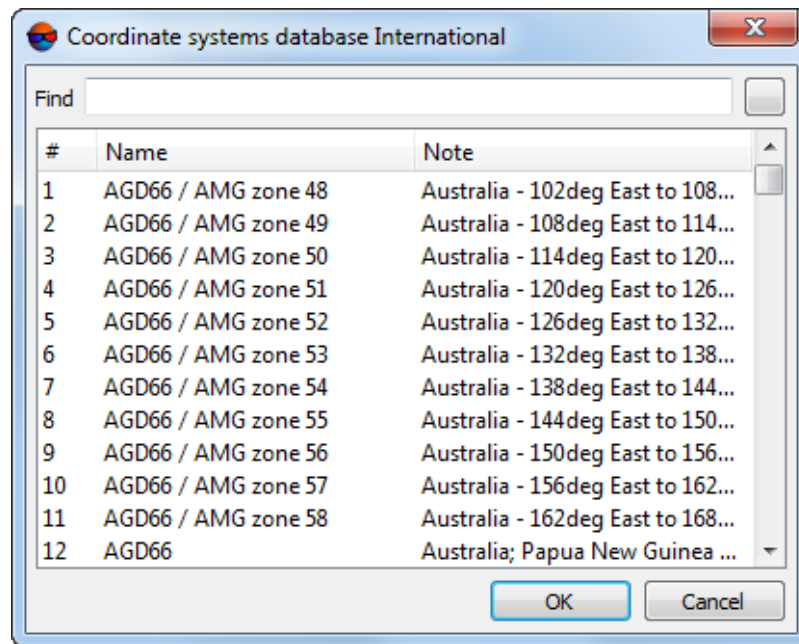 Coordinate systems database International
Find
# Name Note
1 AGD66 / AMG zone 48 Australia - 102deg East to 108...
2 AGD66 / AMG zone 49 Australia - 108deg East to 114...
3 AGD66 / AMG zone 50 Australia - 114deg East to 120...
4 AGD66 / AMG zone 51 Australia - 120deg East to 126...
5 AGD66 / AMG zone 52 Australia - 126deg East to 132...
6 AGD66 / AMG zone 53 Australia - 132deg East to 138...
7 AGD66 / AMG zone 54 Australia - 138deg East to 144...
8 AGD66 / AMG zone 55 Australia - 144deg East to 150...
9 AGD66 / AMG zone 56 Australia - 150deg East to 156...
10 AGD66 / AMG zone 57 Australia - 156deg East to 162...
11 AGD66 / AMG zone 58 Australia - 162deg East to 168...
12 AGD66 Australia; Papua New Guinea ...
OK Cancel